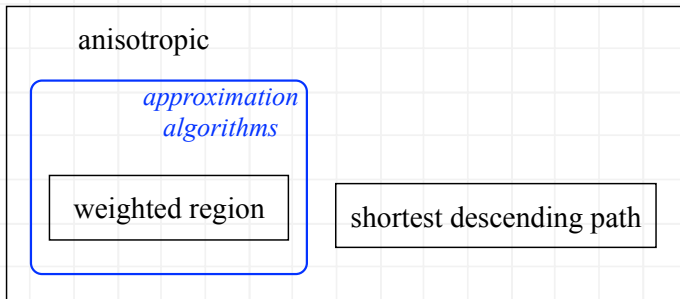 anisotropic
approximation
algorithms
weighted region
shortest descending path